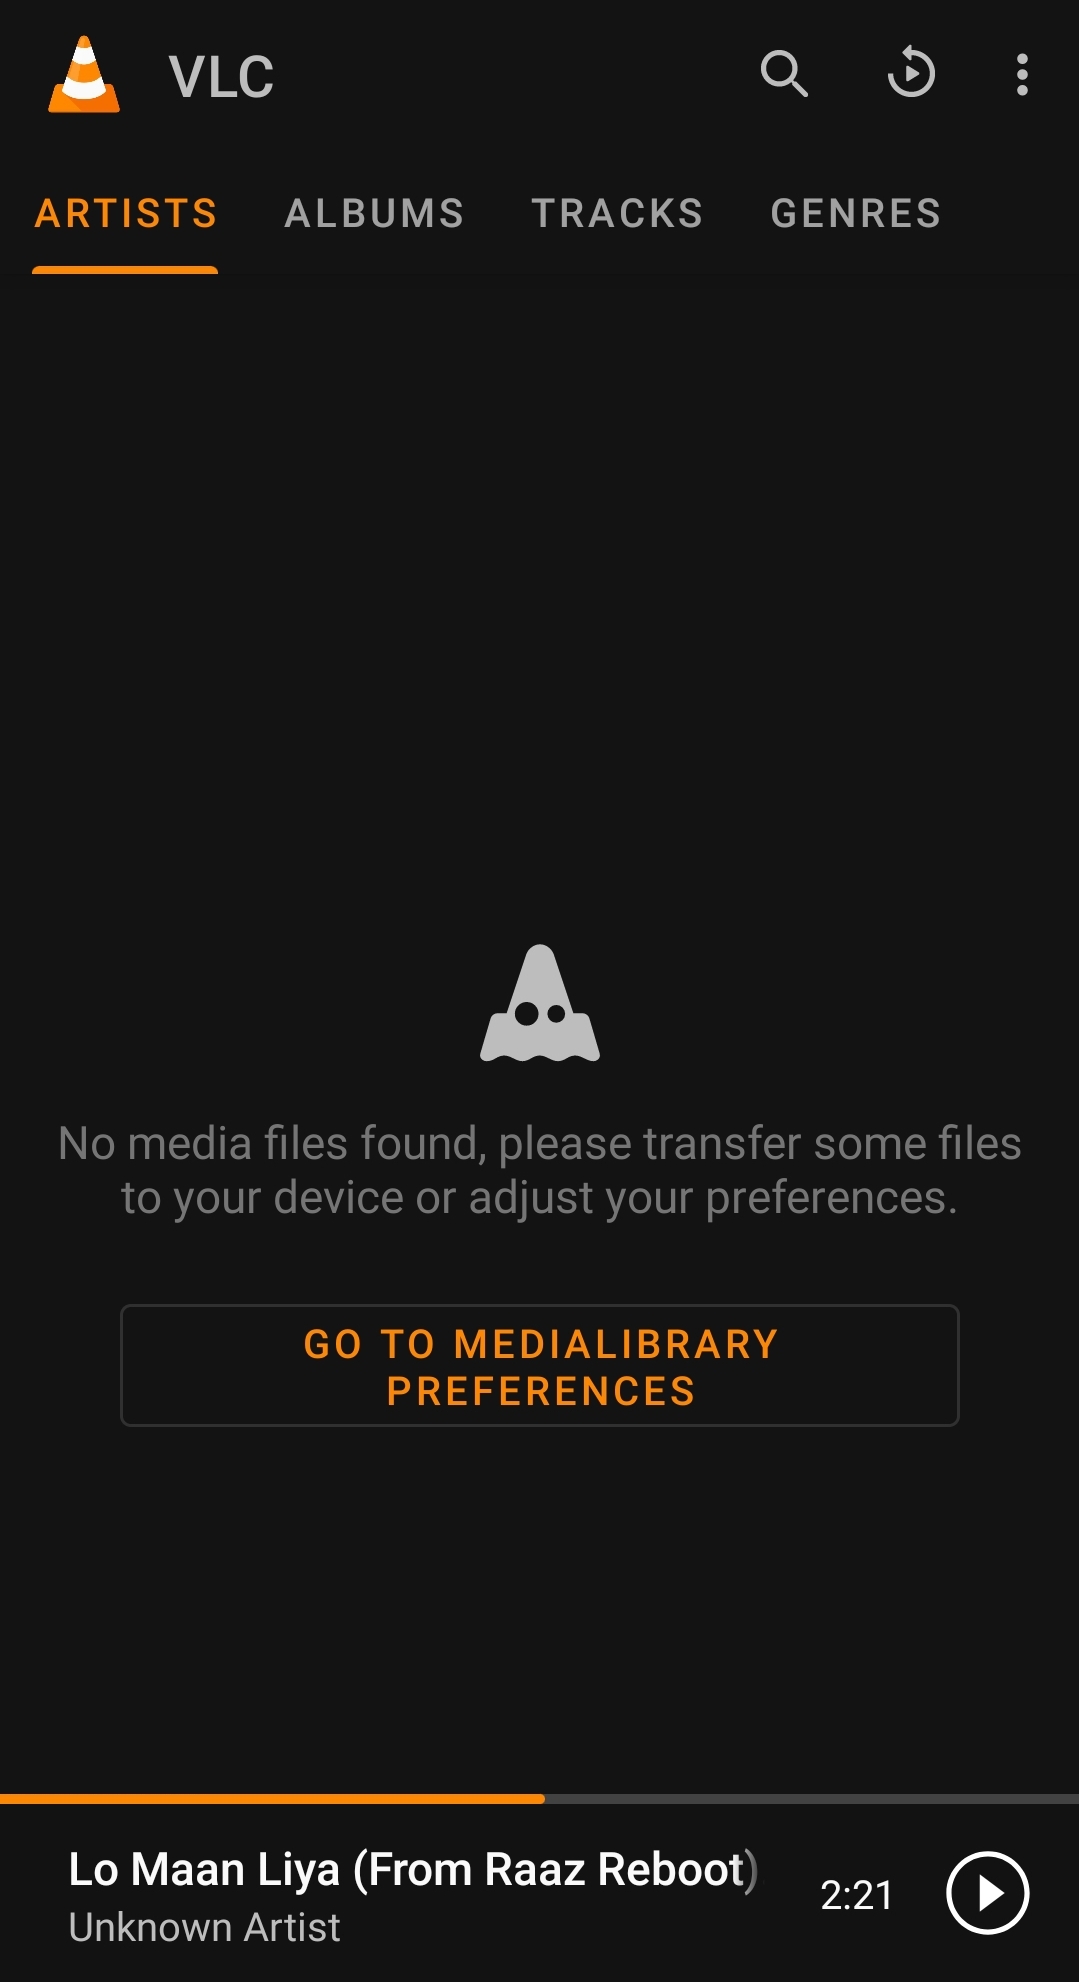 VLC
ARTISTS ALBUMS TRACKS GENRES
No media files found, please transfer some files
to your device or adjust your preferences.
GO TO MEDIALIBRARY
PREFERENCES
Lo Maan Liya (From Raaz Reboot)
2:21
Unknown Artist